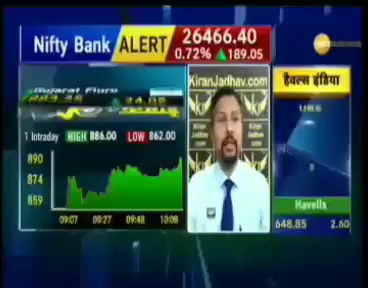 Nifty Bank
ALERT
26466.40
0.72% ▲189.05
Gujarat Fluro
1 Intraday HIGH 886.00 LOW 862.00
890
874
859
09:07 09:27 09:48 10:08
KiranJadhav.com
हैवल्स इंडिया
Havells
648.85 2.60